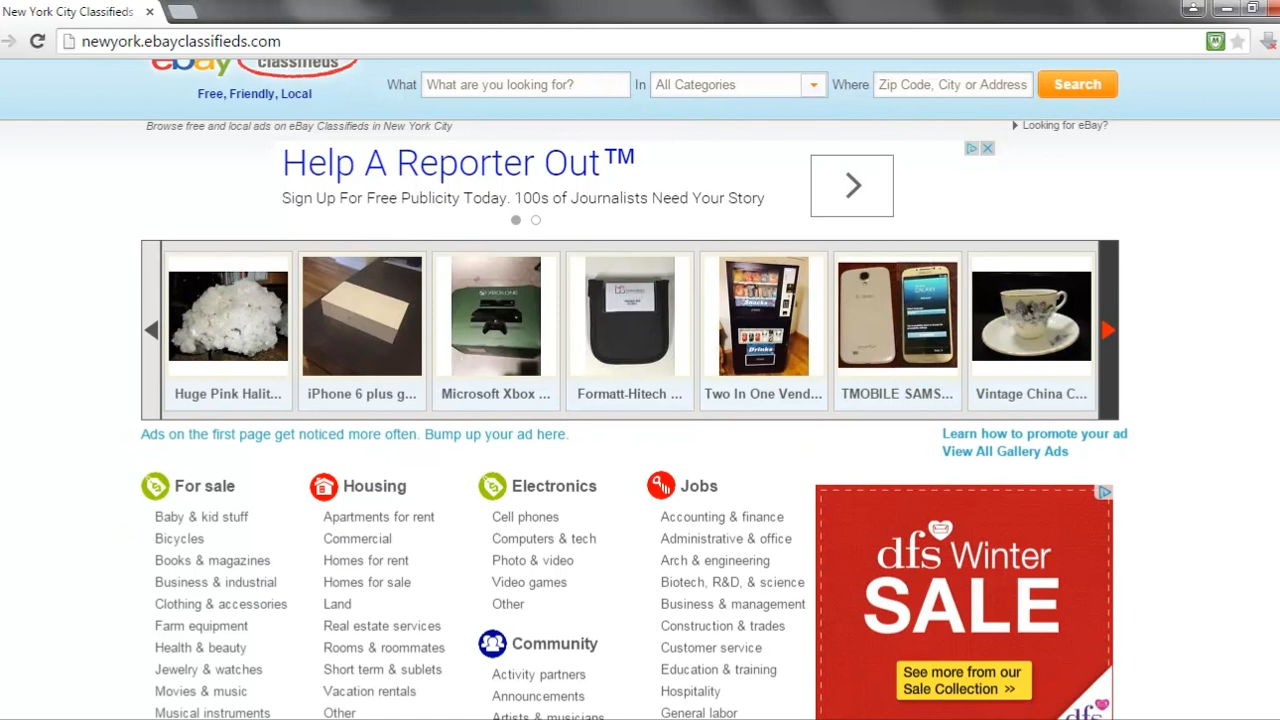 New York City Classifieds
newyork.ebayclassifieds.com
ebay classifieds
Free, Friendly, Local
What What are you looking for? In All Categories Where Zip Code, City or Address Search
Browse free and local ads on eBay Classifieds in New York City
Looking for eBay?
Help A Reporter Out™
Sign Up For Free Publicity Today. 100s of Journalists Need Your Story
Huge Pink Halit...
iPhone 6 plus g...
Microsoft Xbox ...
Formatt-Hitech ...
Two In One Vend...
TMOBILE SAMS...
Vintage China C...
Ads on the first page get noticed more often. Bump up your ad here.
Learn how to promote your ad
View All Gallery Ads
For sale
Baby & kid stuff
Bicycles
Books & magazines
Business & industrial
Clothing & accessories
Farm equipment
Health & beauty
Jewelry & watches
Movies & music
Musical instruments
Housing
Apartments for rent
Commercial
Homes for rent
Homes for sale
Land
Real estate services
Rooms & roommates
Short term & sublets
Vacation rentals
Other
Electronics
Cell phones
Computers & tech
Photo & video
Video games
Other
Community
Activity partners
Announcements
Artists & musicians
Jobs
Accounting & finance
Administrative & office
Arch & engineering
Biotech, R&D, & science
Business & management
Construction & trades
Customer service
Education & training
Hospitality
General labor
dfs Winter
SALE
See more from our
Sale Collection »
dfs